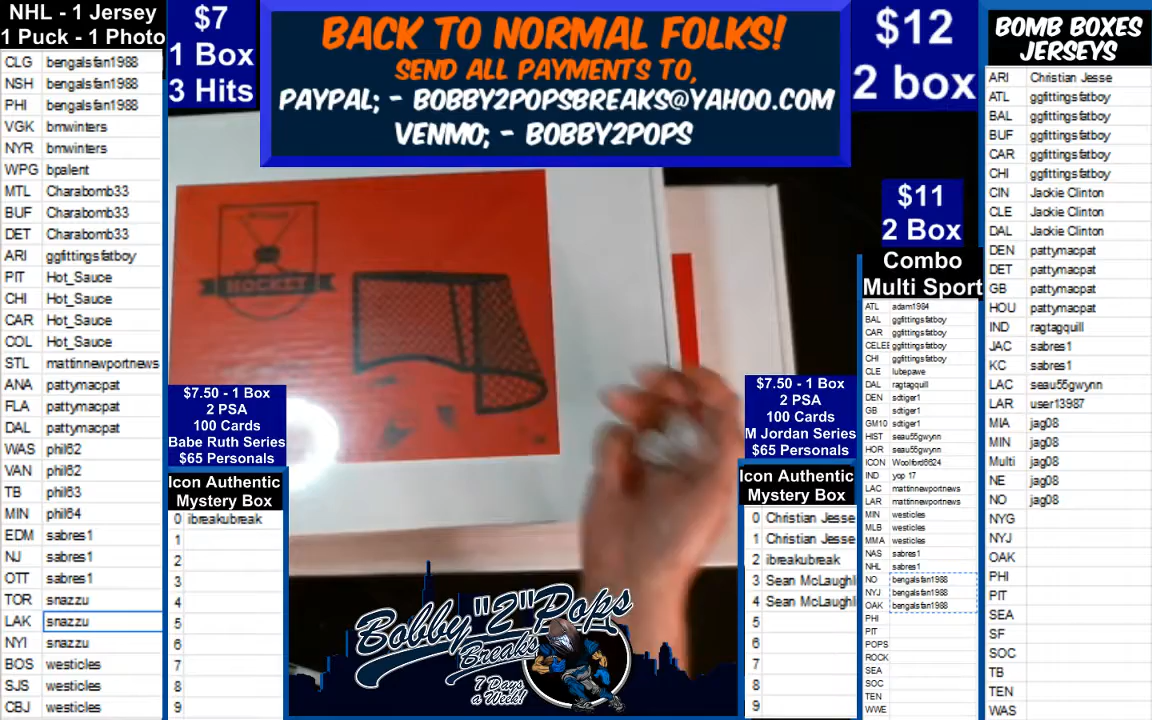 NHL - 1 Jersey
1 Puck - 1 Photo
CLG bengalsfan1988
NSH bengalsfan1988
PHI bengalsfan1988
VGK bmwinters
NYR bmwinters
WPG bpalent
MTL Charabomb33
BUF Charabomb33
DET Charabomb33
ARI ggfittingsfatboy
PIT Hot_Sauce
CHI Hot_Sauce
CAR Hot_Sauce
COL Hot_Sauce
STL mattinnewportnews
ANA pattymacpat
FLA pattymacpat
DAL pattymacpat
WAS phil62
VAN phil62
TB phil63
MIN phil64
EDM sabres1
NJ sabres1
OTT sabres1
TOR snazzu
LAK snazzu
NYI snazzu
BOS westicles
SJS westicles
CBJ westicles
$7
1 Box
3 Hits
BACK TO NORMAL FOLKS!
SEND ALL PAYMENTS TO,
PAYPAL; - BOBBY2POPSBREAKS@YAHOO.COM
VENMO; - BOBBY2POPS
HOCKEY
$7.50 - 1 Box
2 PSA
100 Cards
Babe Ruth Series
$65 Personals
Icon Authentic
Mystery Box
0 ibreakubreak
1
2
3
4
5
6
7
8
9
Bobby "2" Pops
Breaks
7 Days
a Week!
$7.50 - 1 Box
2 PSA
100 Cards
M Jordan Series
$65 Personals
Icon Authentic
Mystery Box
0 Christian Jesse
1 Christian Jesse
2 ibreakubreak
3 Sean McLaughl
4 Sean McLaughl
5
6
7
8
9
$12
2 box
$11
2 Box
Combo
Multi Sport
ATL adam1984
BAL ggfittingsfatboy
CAR ggfittingsfatboy
CELEB ggfittingsfatboy
CHI ggfittingsfatboy
CLE lubepawe
DAL ragtagquill
DEN sdtiger1
GB sdtiger1
GM10 sdtiger1
HIST seau55gwynn
HOR seau55gwynn
ICON Woolford6624
IND yop 17
LAC mattinnewportnews
LAR mattinnewportnews
MIN westicles
MLB westicles
MMA westicles
NAS sabres1
NHL sabres1
NO bengalsfan1988
NYJ bengalsfan1988
OAK bengalsfan1988
PHI
PIT
POPS
ROCK
SEA
SOC
TEN
WWE
BOMB BOXES
JERSEYS
ARI Christian Jesse
ATL ggfittingsfatboy
BAL ggfittingsfatboy
BUF ggfittingsfatboy
CAR ggfittingsfatboy
CHI ggfittingsfatboy
CIN Jackie Clinton
CLE Jackie Clinton
DAL Jackie Clinton
DEN pattymacpat
DET pattymacpat
GB pattymacpat
HOU pattymacpat
IND ragtagquill
JAC sabres1
KC sabres1
LAC seau55gwynn
LAR user13987
MIA jag08
MIN jag08
Multi jag08
NE jag08
NO jag08
NYG
NYJ
OAK
PHI
PIT
SEA
SF
SOC
TB
TEN
WAS